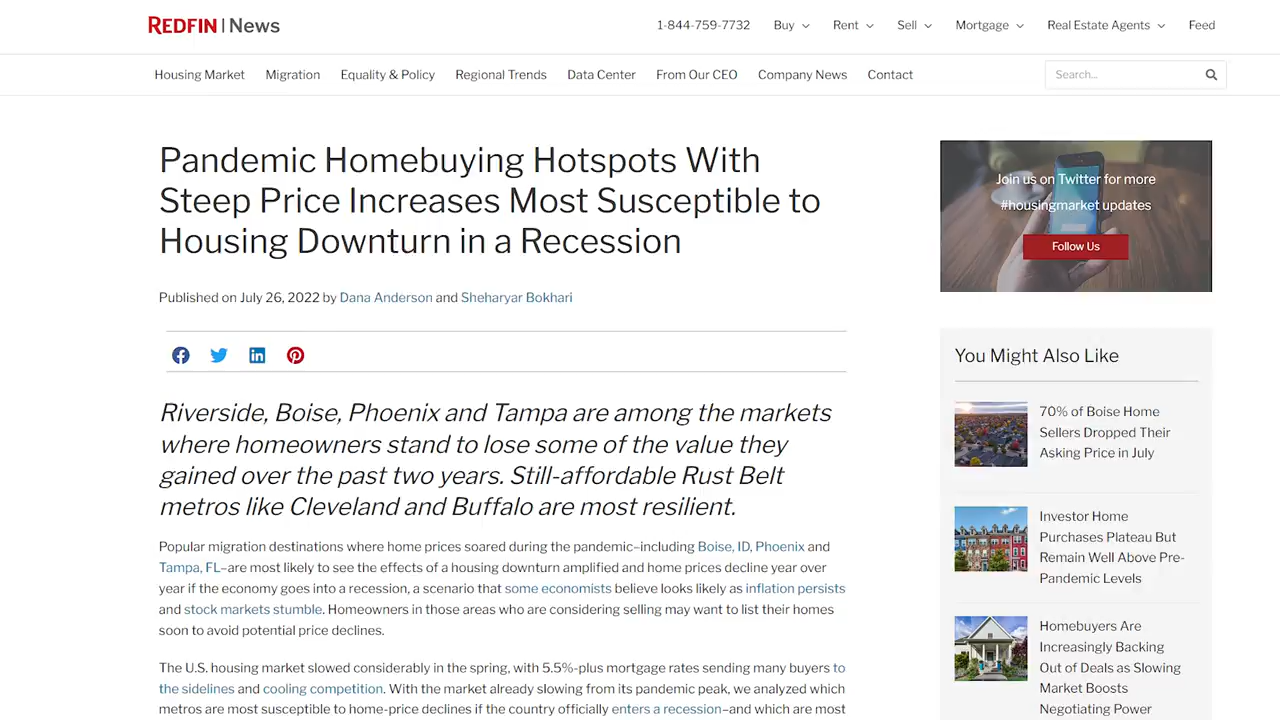 REDFIN | News
1-844-759-7732
Buy
Rent
Sell
Mortgage
Real Estate Agents
Feed
Housing Market
Migration
Equality & Policy
Regional Trends
Data Center
From Our CEO
Company News
Contact
Search...
Pandemic Homebuying Hotspots With
Steep Price Increases Most Susceptible to
Housing Downturn in a Recession
Published on July 26, 2022 by Dana Anderson and Sheharyar Bokhari
Riverside, Boise, Phoenix and Tampa are among the markets
where homeowners stand to lose some of the value they
gained over the past two years. Still-affordable Rust Belt
metros like Cleveland and Buffalo are most resilient.
Popular migration destinations where home prices soared during the pandemic–including Boise, ID, Phoenix and
Tampa, FL–are most likely to see the effects of a housing downturn amplified and home prices decline year over
year if the economy goes into a recession, a scenario that some economists believe looks likely as inflation persists
and stock markets stumble. Homeowners in those areas who are considering selling may want to list their homes
soon to avoid potential price declines.
The U.S. housing market slowed considerably in the spring, with 5.5%-plus mortgage rates sending many buyers to
the sidelines and cooling competition. With the market already slowing from its pandemic peak, we analyzed which
metros are most susceptible to home-price declines if the country officially enters a recession–and which are most
Join us on Twitter for more
#housingmarket updates
Follow Us
You Might Also Like
70% of Boise Home
Sellers Dropped Their
Asking Price in July
Investor Home
Purchases Plateau But
Remain Well Above Pre-
Pandemic Levels
Homebuyers Are
Increasingly Backing
Out of Deals as Slowing
Market Boosts
Negotiating Power